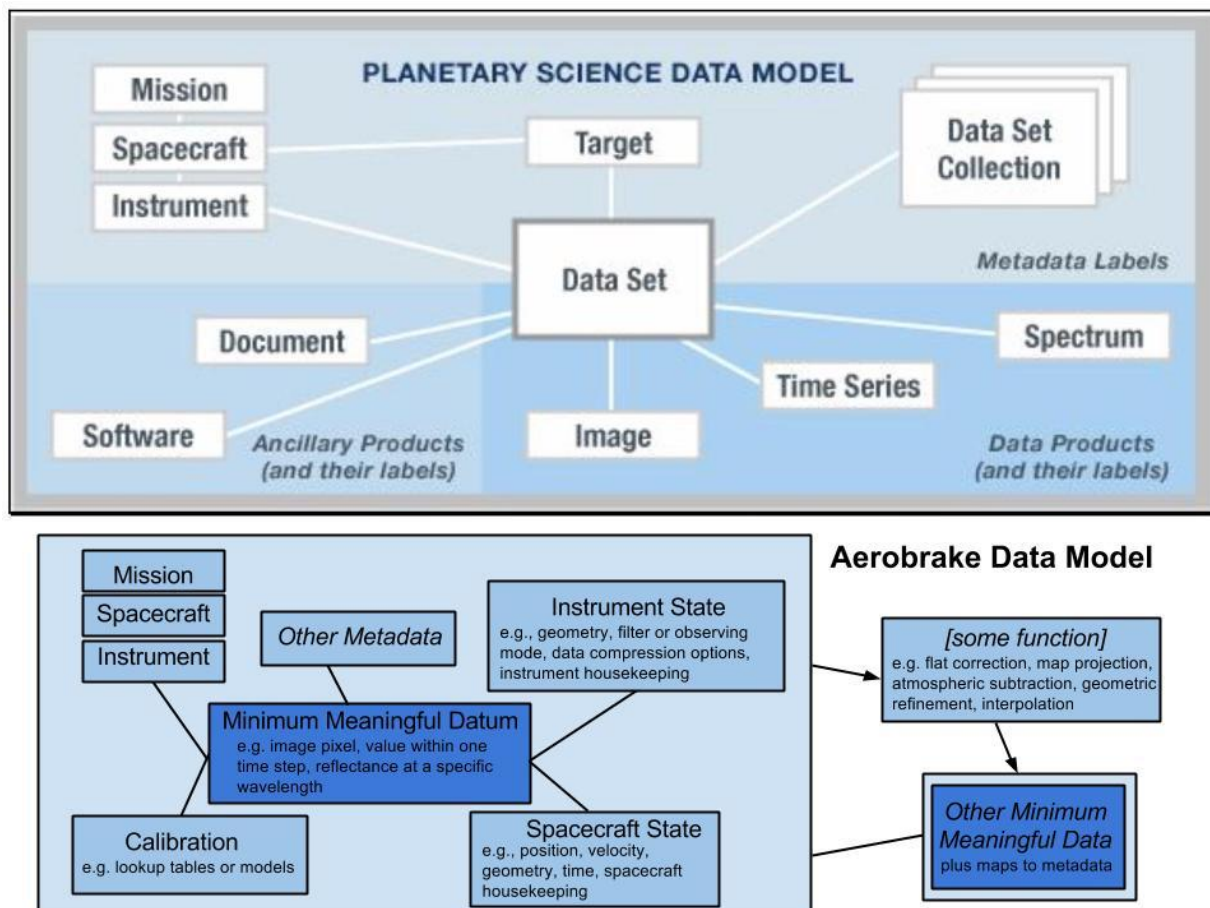 PLANETARY SCIENCE DATA MODEL
Mission
Spacecraft
Instrument
Target
Data Set
Collection
Data Set
Metadata Labels
Document
Software
Ancillary Products
(and their labels)
Image
Time Series
Spectrum
Data Products
(and their labels)
Aerobrake Data Model
Mission
Spacecraft
Instrument
Other Metadata
Instrument State
e.g., geometry, filter or observing
mode, data compression options,
instrument housekeeping
[some function]
e.g. flat correction, map projection,
atmospheric subtraction, geometric
refinement, interpolation
Minimum Meaningful Datum
e.g. image pixel, value within one
time step, reflectance at a specific
wavelength
Calibration
e.g. lookup tables or models
Spacecraft State
e.g., position, velocity,
geometry, time, spacecraft
housekeeping
Other Minimum
Meaningful Data
plus maps to metadata